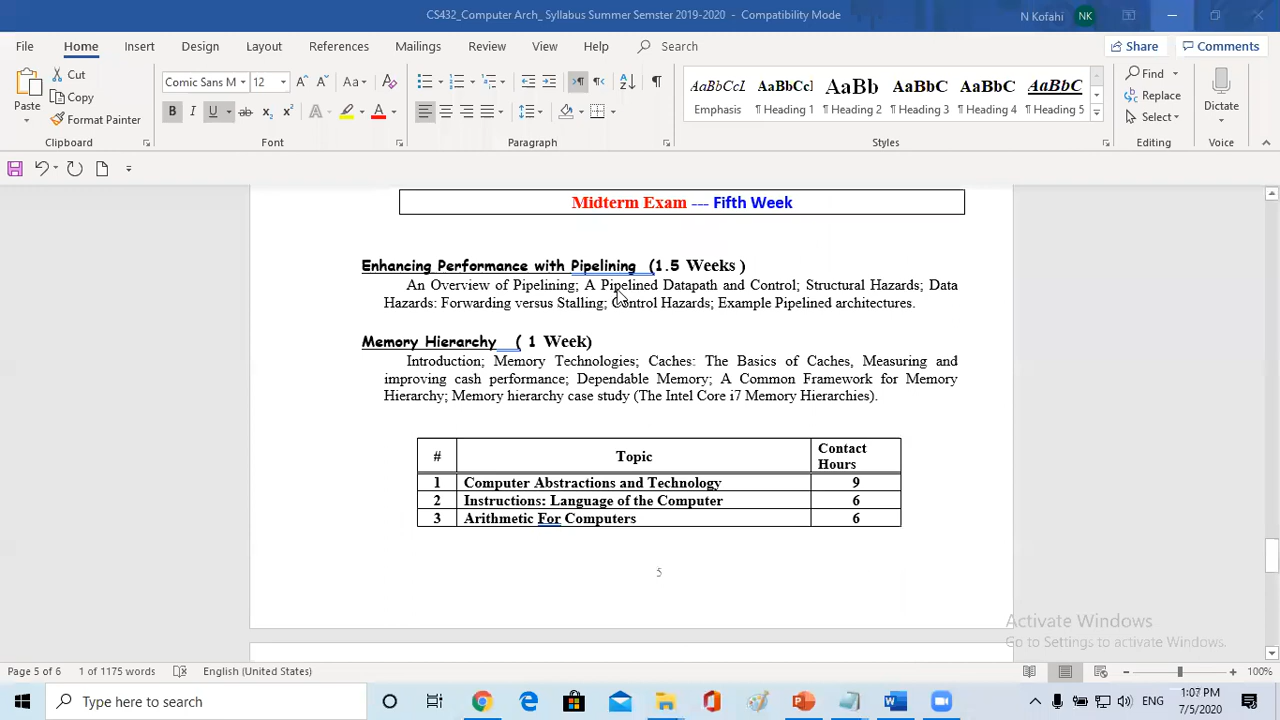 CS432_Computer Arch_ Syllabus Summer Semster 2019-2020 - Compatibility Mode
N Kofahi NK
File Home Insert Design Layout References Mailings Review View Help Search Share Comments
Paste Cut Copy Format Painter
Comic Sans M 12
Emphasis ¶ Heading 1 ¶ Heading 2 ¶ Heading 3 ¶ Heading 4 ¶ Heading 5
Find Replace Select Dictate
Clipboard Font Paragraph Styles Editing Voice
Midterm Exam --- Fifth Week
Enhancing Performance with Pipelining (1.5 Weeks )
An Overview of Pipelining; A Pipelined Datapath and Control; Structural Hazards; Data
Hazards: Forwarding versus Stalling; Control Hazards; Example Pipelined architectures.
Memory Hierarchy ( 1 Week)
Introduction; Memory Technologies; Caches: The Basics of Caches, Measuring and
improving cash performance; Dependable Memory; A Common Framework for Memory
Hierarchy; Memory hierarchy case study (The Intel Core i7 Memory Hierarchies).
# Topic Contact Hours
1 Computer Abstractions and Technology 9
2 Instructions: Language of the Computer 6
3 Arithmetic For Computers 6
5
Activate Windows
Go to Settings to activate Windows.
Page 5 of 6 1 of 1175 words English (United States) 100%
Type here to search
ENG 1:07 PM
7/5/2020